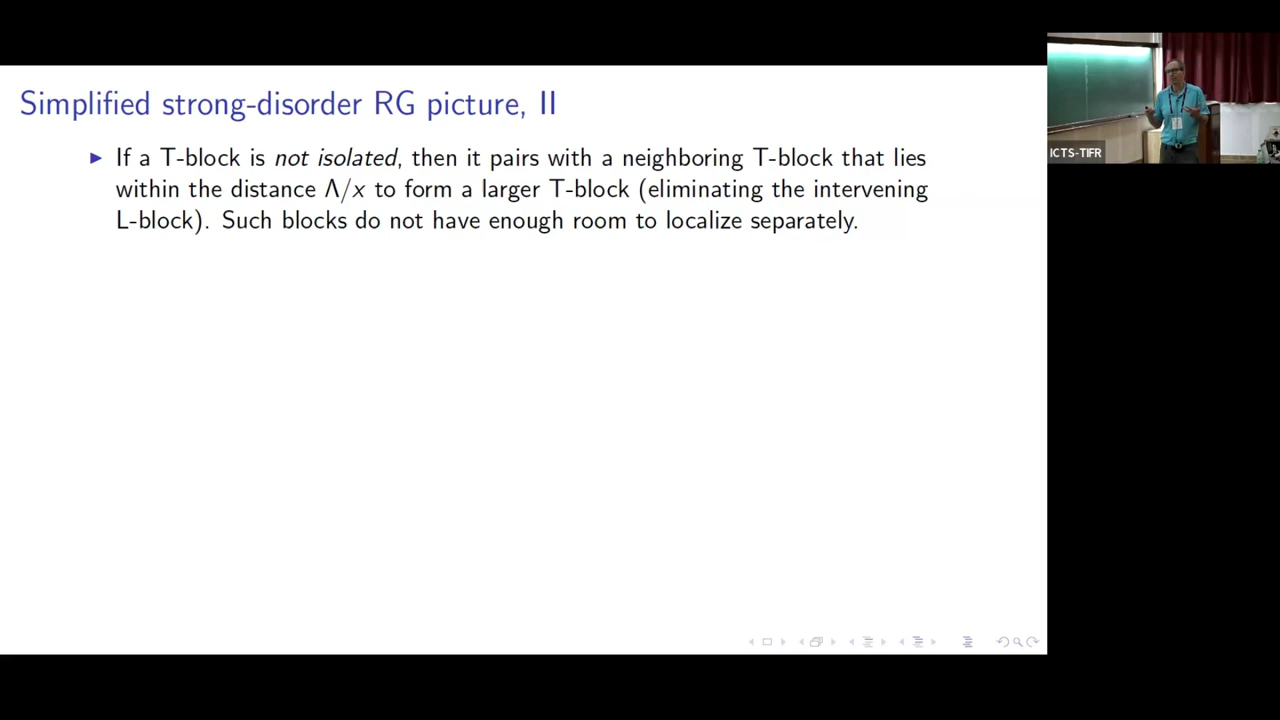 Simplified strong-disorder RG picture, II
▶ If a T-block is not isolated, then it pairs with a neighboring T-block that lies
within the distance Λ/x to form a larger T-block (eliminating the intervening
L-block). Such blocks do not have enough room to localize separately.
ICTS-TIFR